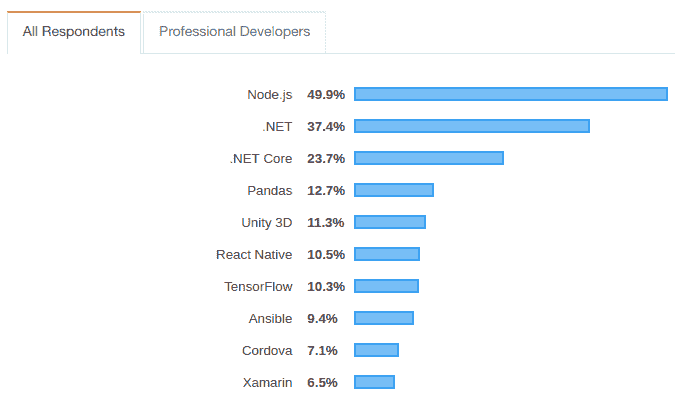 All Respondents Professional Developers
Node.js 49.9%
.NET 37.4%
.NET Core 23.7%
Pandas 12.7%
Unity 3D 11.3%
React Native 10.5%
TensorFlow 10.3%
Ansible 9.4%
Cordova 7.1%
Xamarin 6.5%